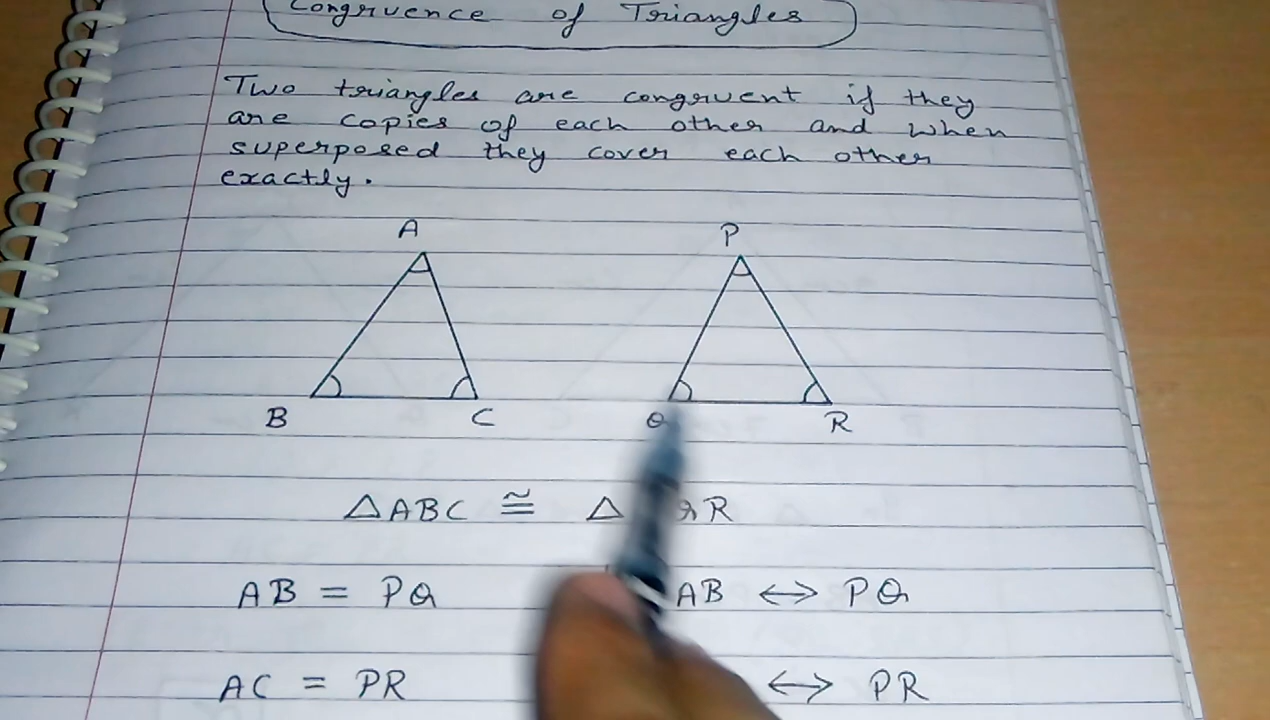 Congruence of Triangles
Two triangles are congruent if they
are copies of each other and when
superposed they cover each other
exactly.
A P
B C Q R
△ABC ≅ △ QR
AB = PQ AB ↔ PQ
AC = PR ↔ PR